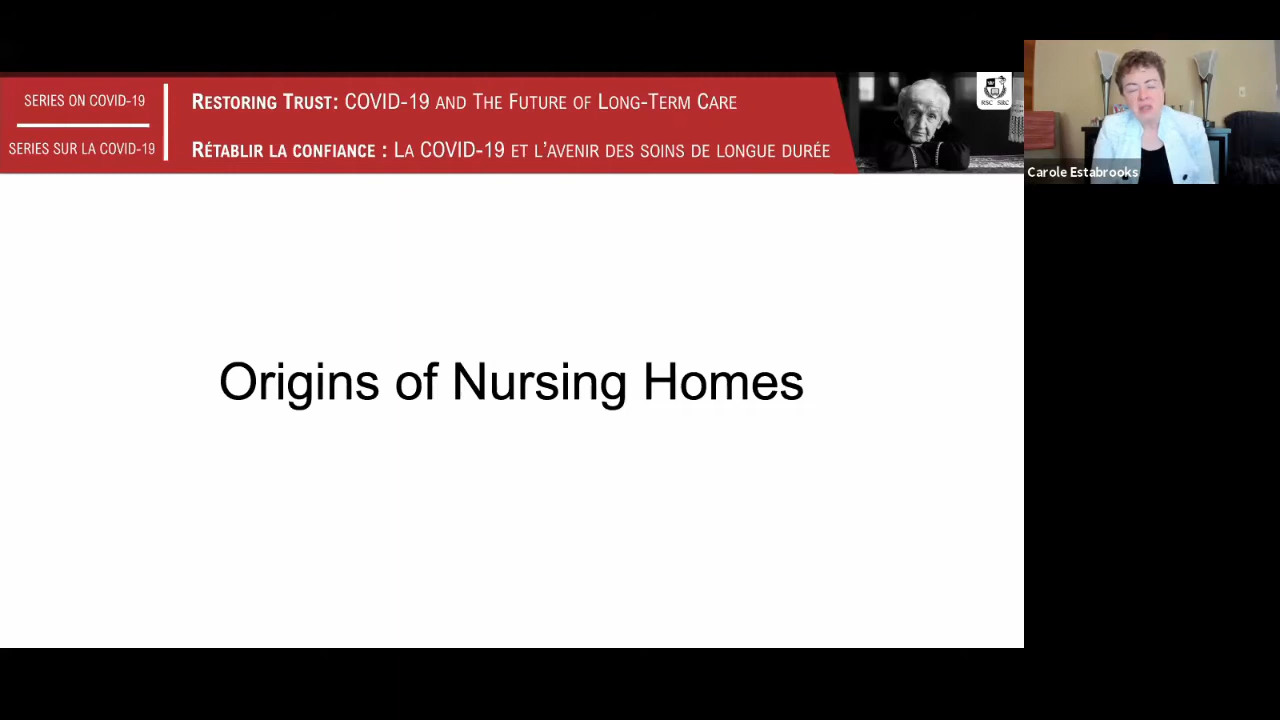 SERIES ON COVID-19
SERIES SUR LA COVID-19
RESTORING TRUST: COVID-19 AND THE FUTURE OF LONG-TERM CARE
RÉTABLIR LA CONFIANCE : LA COVID-19 ET L'AVENIR DES SOINS DE LONGUE DURÉE
RSC SRC
Carole Estabrooks
Origins of Nursing Homes